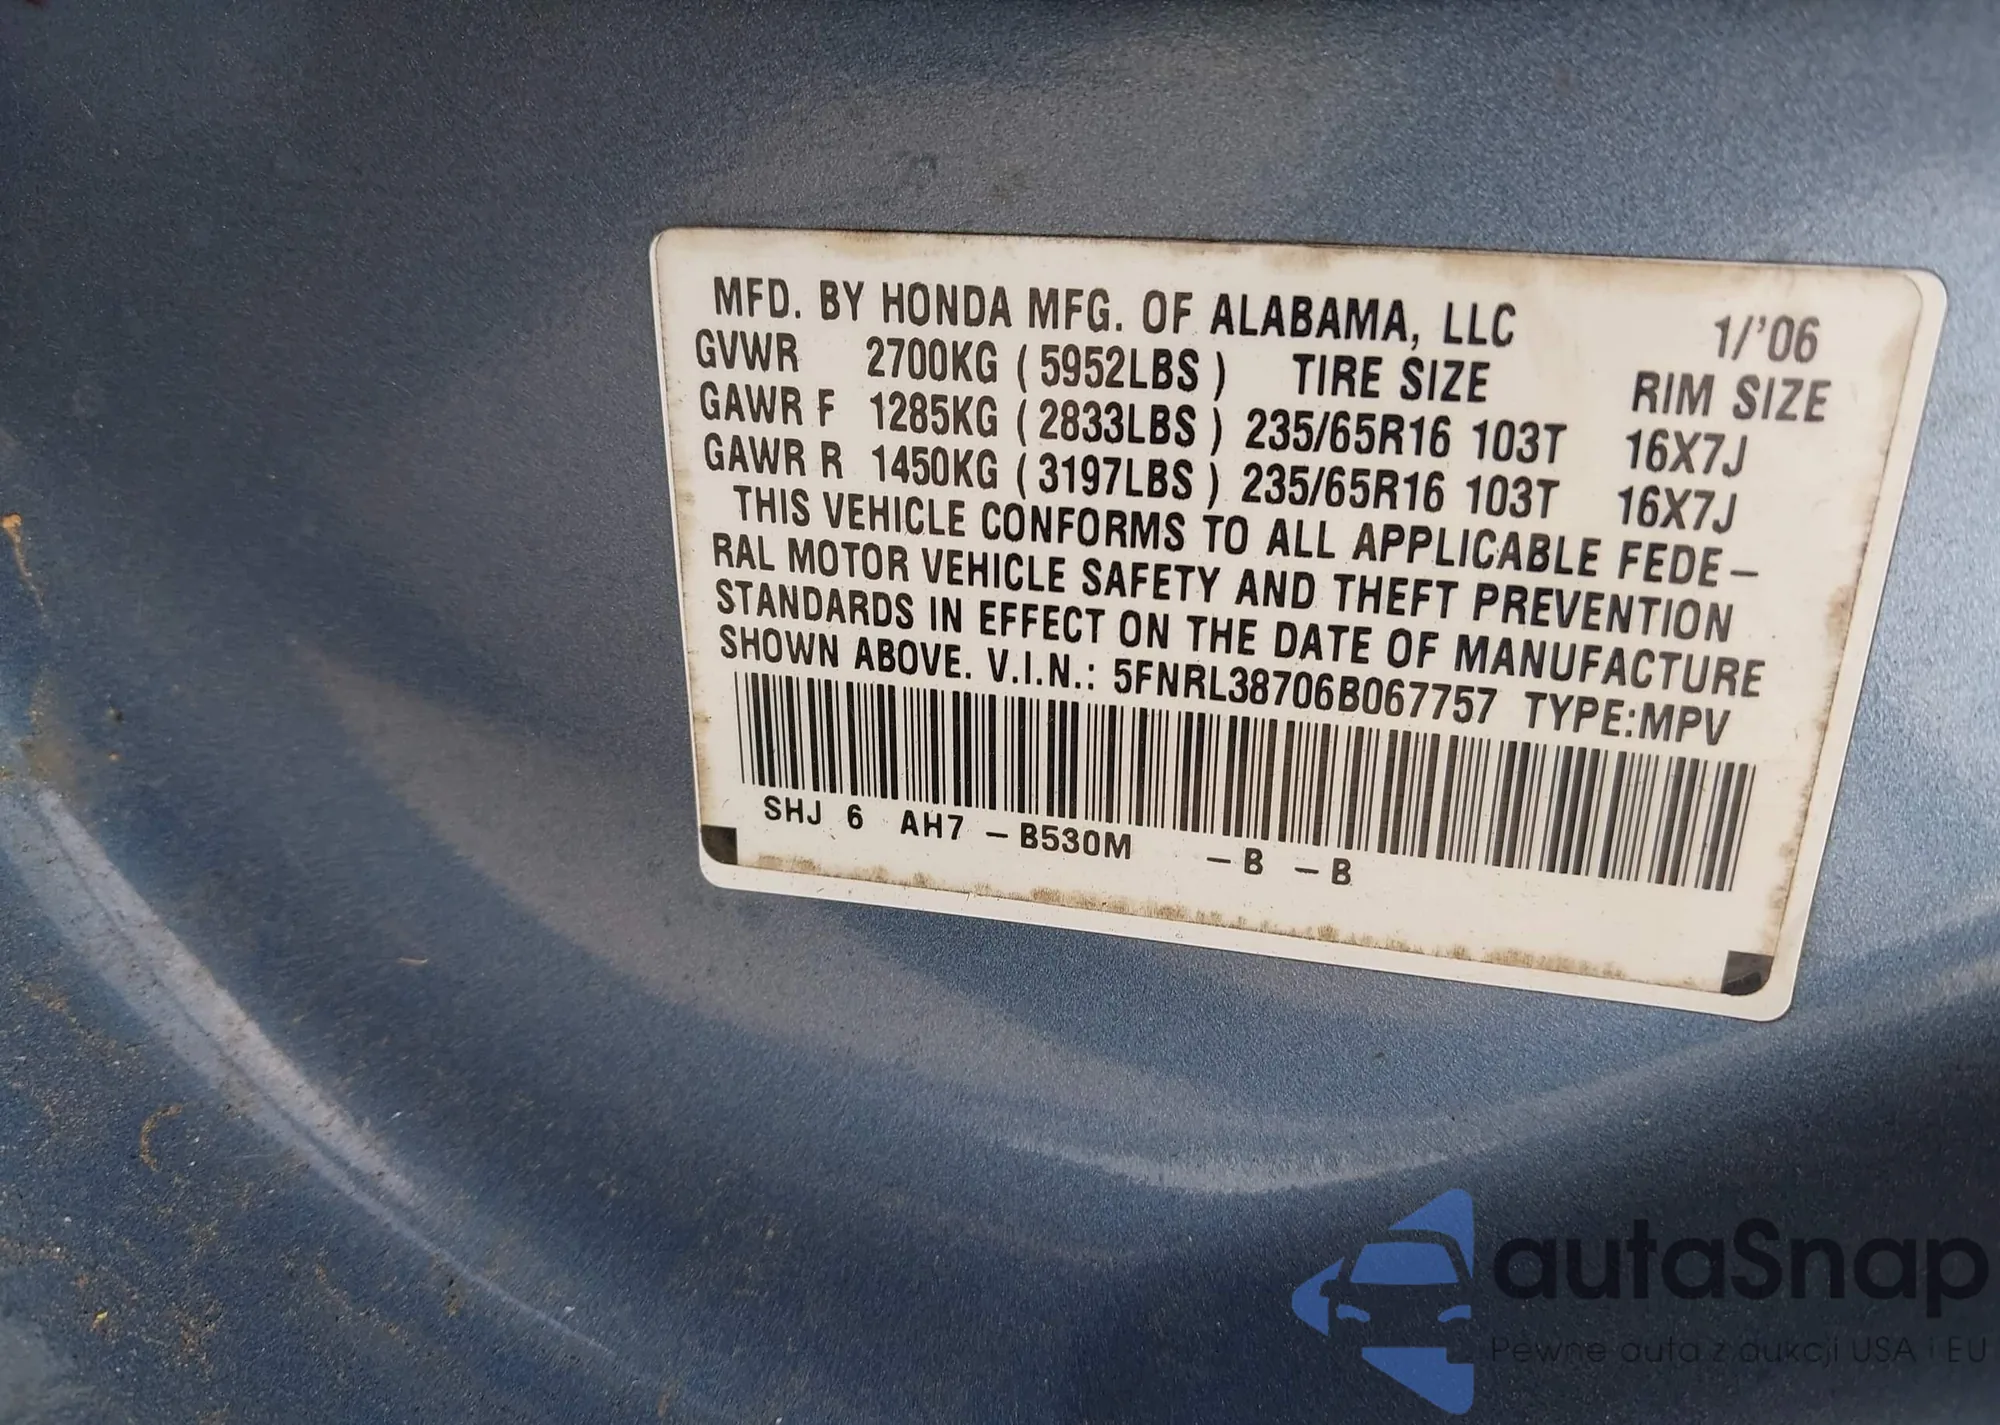 MFD. BY HONDA MFG. OF ALABAMA, LLC 1/'06
GVWR 2700KG ( 5952LBS ) TIRE SIZE RIM SIZE
GAWR F 1285KG ( 2833LBS ) 235/65R16 103T 16X7J
GAWR R 1450KG ( 3197LBS ) 235/65R16 103T 16X7J
THIS VEHICLE CONFORMS TO ALL APPLICABLE FEDE–
RAL MOTOR VEHICLE SAFETY AND THEFT PREVENTION
STANDARDS IN EFFECT ON THE DATE OF MANUFACTURE
SHOWN ABOVE. V.I.N.: 5FNRL38706B067757 TYPE:MPV
SHJ 6 AH7 –B530M –B –B
autaSnap
Pewne auta z aukcji USA i EU